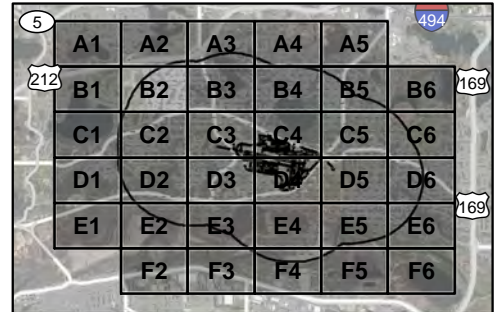 5
494
A1 A2 A3 A4 A5
212
169
B1 B2 B3 B4 B5 B6
C1 C2 C3 C4 C5 C6
D1 D2 D3 D4 D5 D6
169
E1 E2 E3 E4 E5 E6
F2 F3 F4 F5 F6